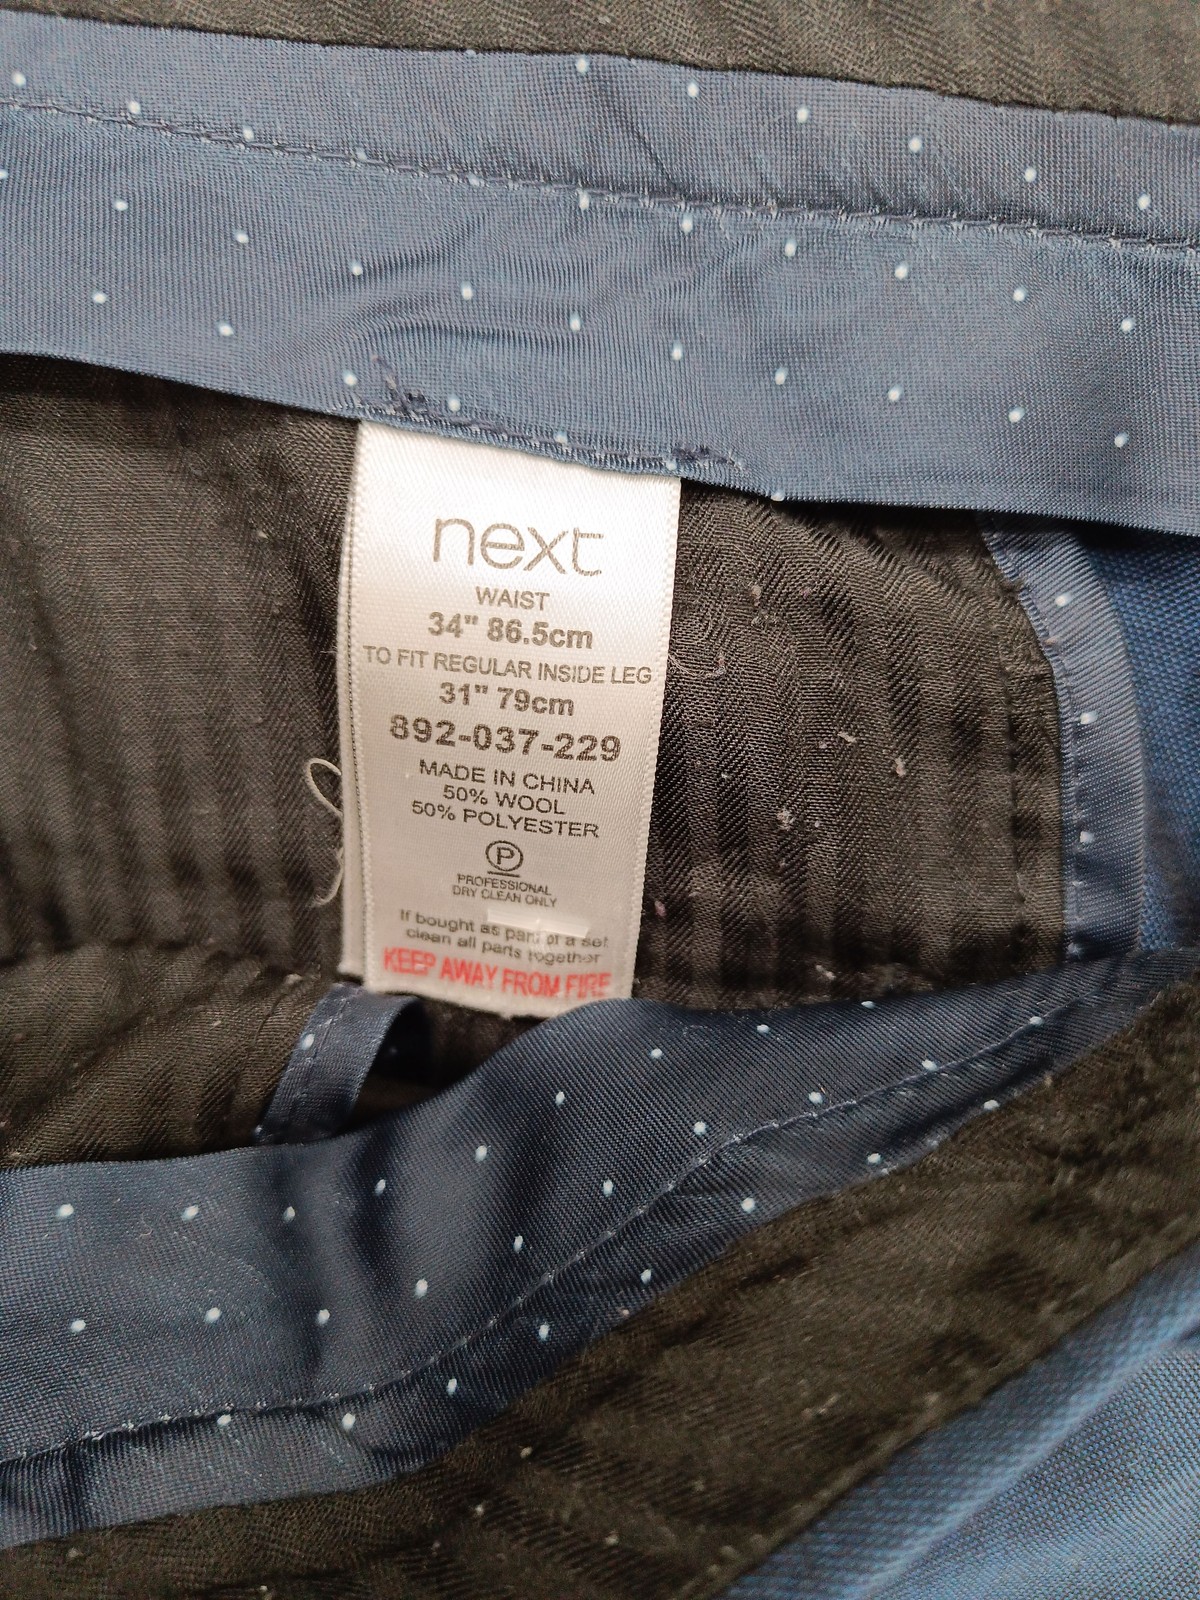 next
WAIST
34" 86.5cm
TO FIT REGULAR INSIDE LEG
31" 79cm
892-037-229
MADE IN CHINA
50% WOOL
50% POLYESTER
P
PROFESSIONAL
DRY CLEAN ONLY
If bought as part of a set
clean all parts together
KEEP AWAY FROM FIRE